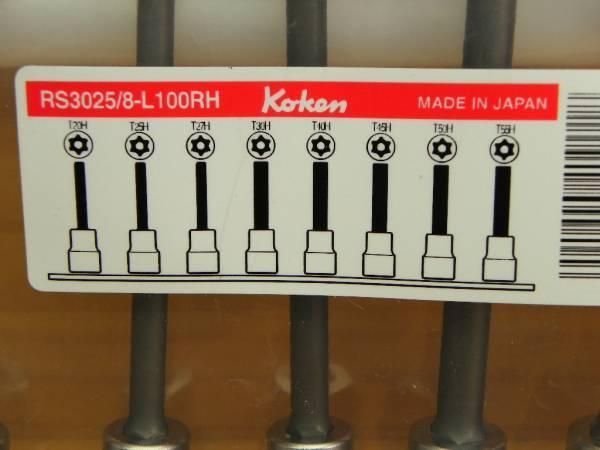 RS3025/8-L100RH Koken MADE IN JAPAN
T20H T25H T27H T30H T40H T45H T50H T55H